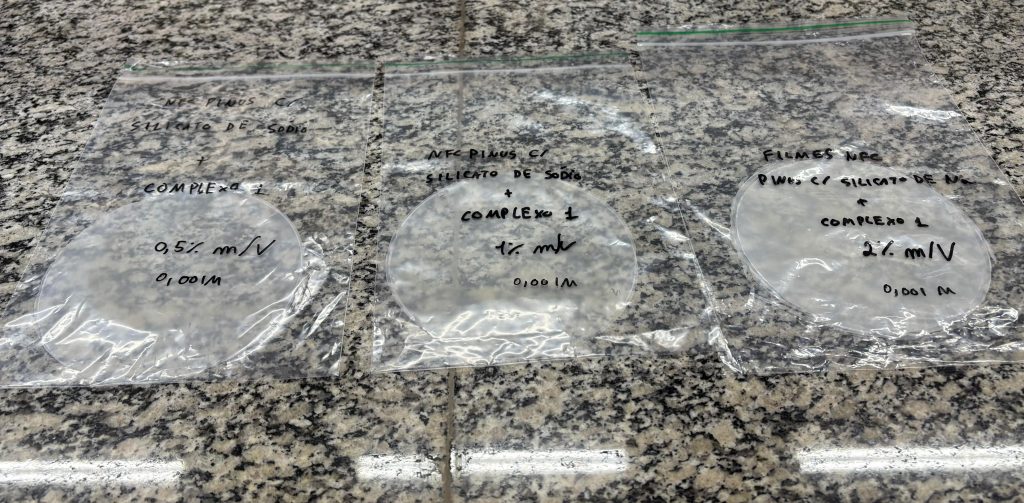 NFC PINUS C/
SILICATO DE SODIO
+
COMPLEXO 1
0,5% m/V
0,001M
NFC PINUS C/
SILICATO DE SODIO
+
COMPLEXO 1
1% m/V
0,001M
FILMES NFC
PINUS C/ SILICATO DE Na
+
COMPLEXO 1
2% m/V
0,001 M